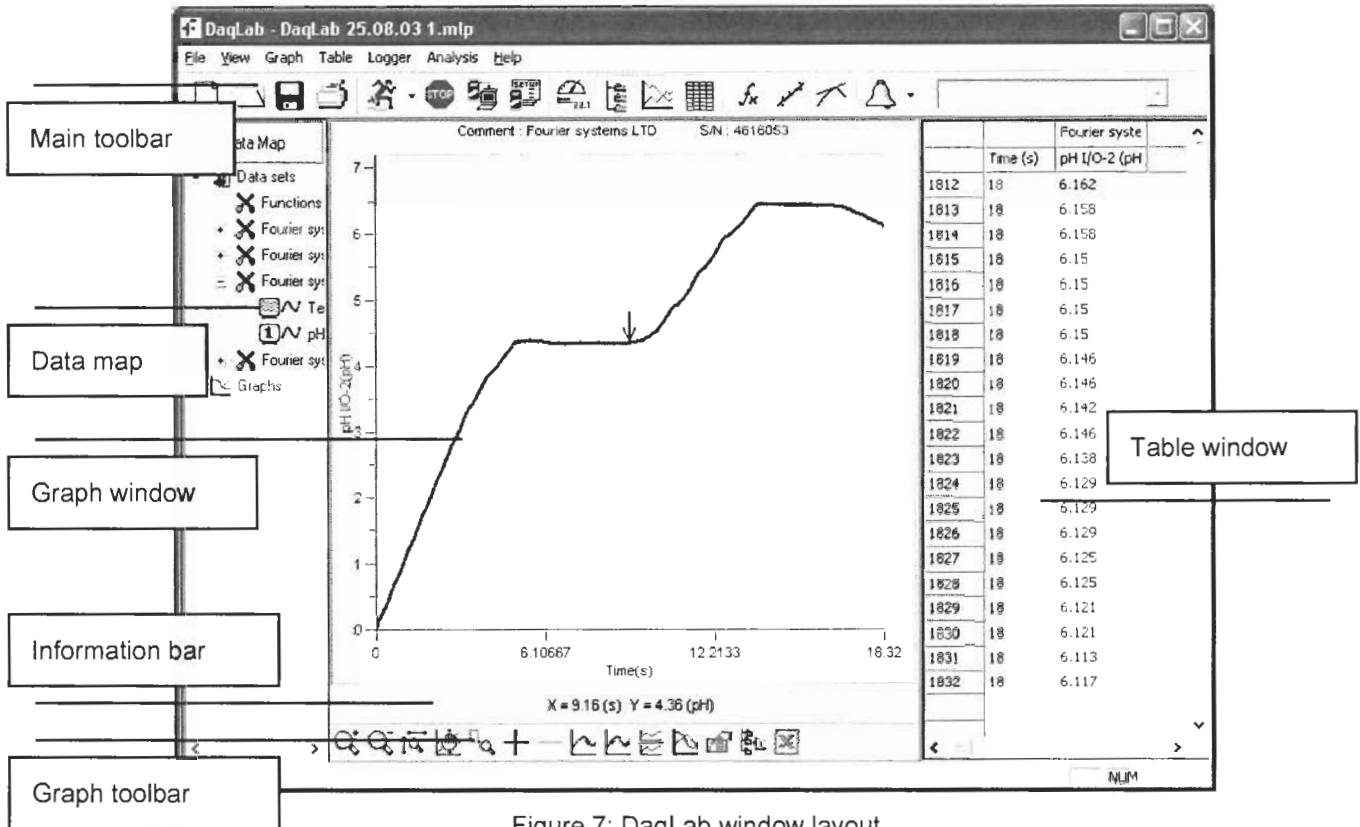 DaqLab - DaqLab 25.08.03 1.mlp
File View Graph Table Logger Analysis Help
Main toolbar
Data map
Graph window
Information bar
Graph toolbar
Table window
ata Map
Data sets
Functions
Fourier sys
Fourier sys
Fourier sys
Te
1 pH
Fourier sys
Graphs
Comment : Fourier systems LTD S/N : 4616053
7
6
5
4
3
2
1
0
pH I/O-2(pH)
0 6.10667 12.2133 18.32
Time(s)
X = 9.16 (s) Y = 4.36 (pH)
Fourier syste
Time (s) pH I/O-2 (pH
1812 18 6.162
1813 18 6.158
1814 18 6.158
1815 18 6.15
1816 18 6.15
1817 18 6.15
1818 18 6.15
1819 18 6.146
1820 18 6.146
1821 18 6.142
1822 18 6.146
1823 18 6.138
1824 18 6.129
1825 18 6.129
1826 18 6.129
1827 18 6.125
1828 18 6.125
1829 18 6.121
1830 18 6.121
1831 18 6.113
1832 18 6.117
NUM
Figure 7: DaqLab window layout